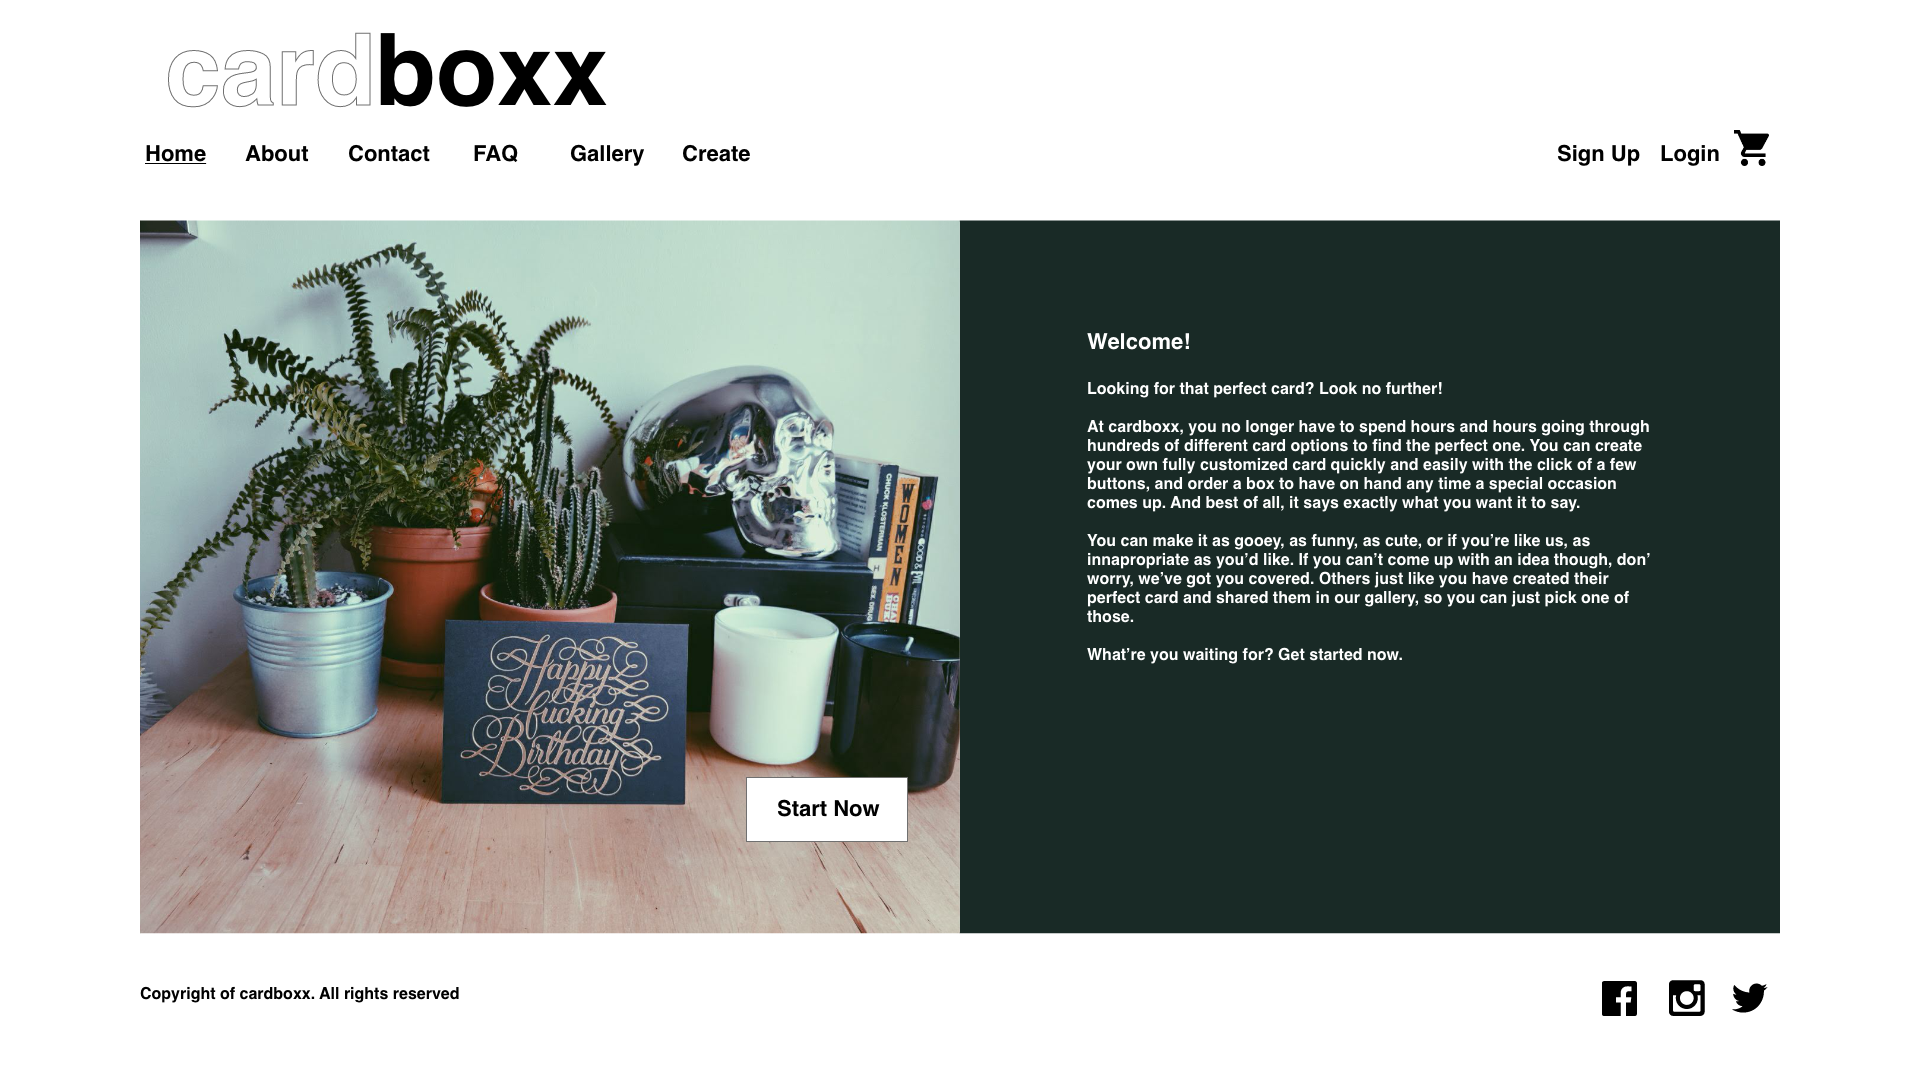 cardboxx
Home About Contact FAQ Gallery Create
Sign Up Login
CHUCK KLOSTERMAN
WOMEN
H
Happy
fucking
Birthday
Start Now
Welcome!
Looking for that perfect card? Look no further!
At cardboxx, you no longer have to spend hours and hours going through
hundreds of different card options to find the perfect one. You can create
your own fully customized card quickly and easily with the click of a few
buttons, and order a box to have on hand any time a special occasion
comes up. And best of all, it says exactly what you want it to say.
You can make it as gooey, as funny, as cute, or if you’re like us, as
innapropriate as you’d like. If you can’t come up with an idea though, don’
worry, we’ve got you covered. Others just like you have created their
perfect card and shared them in our gallery, so you can just pick one of
those.
What’re you waiting for? Get started now.
Copyright of cardboxx. All rights reserved